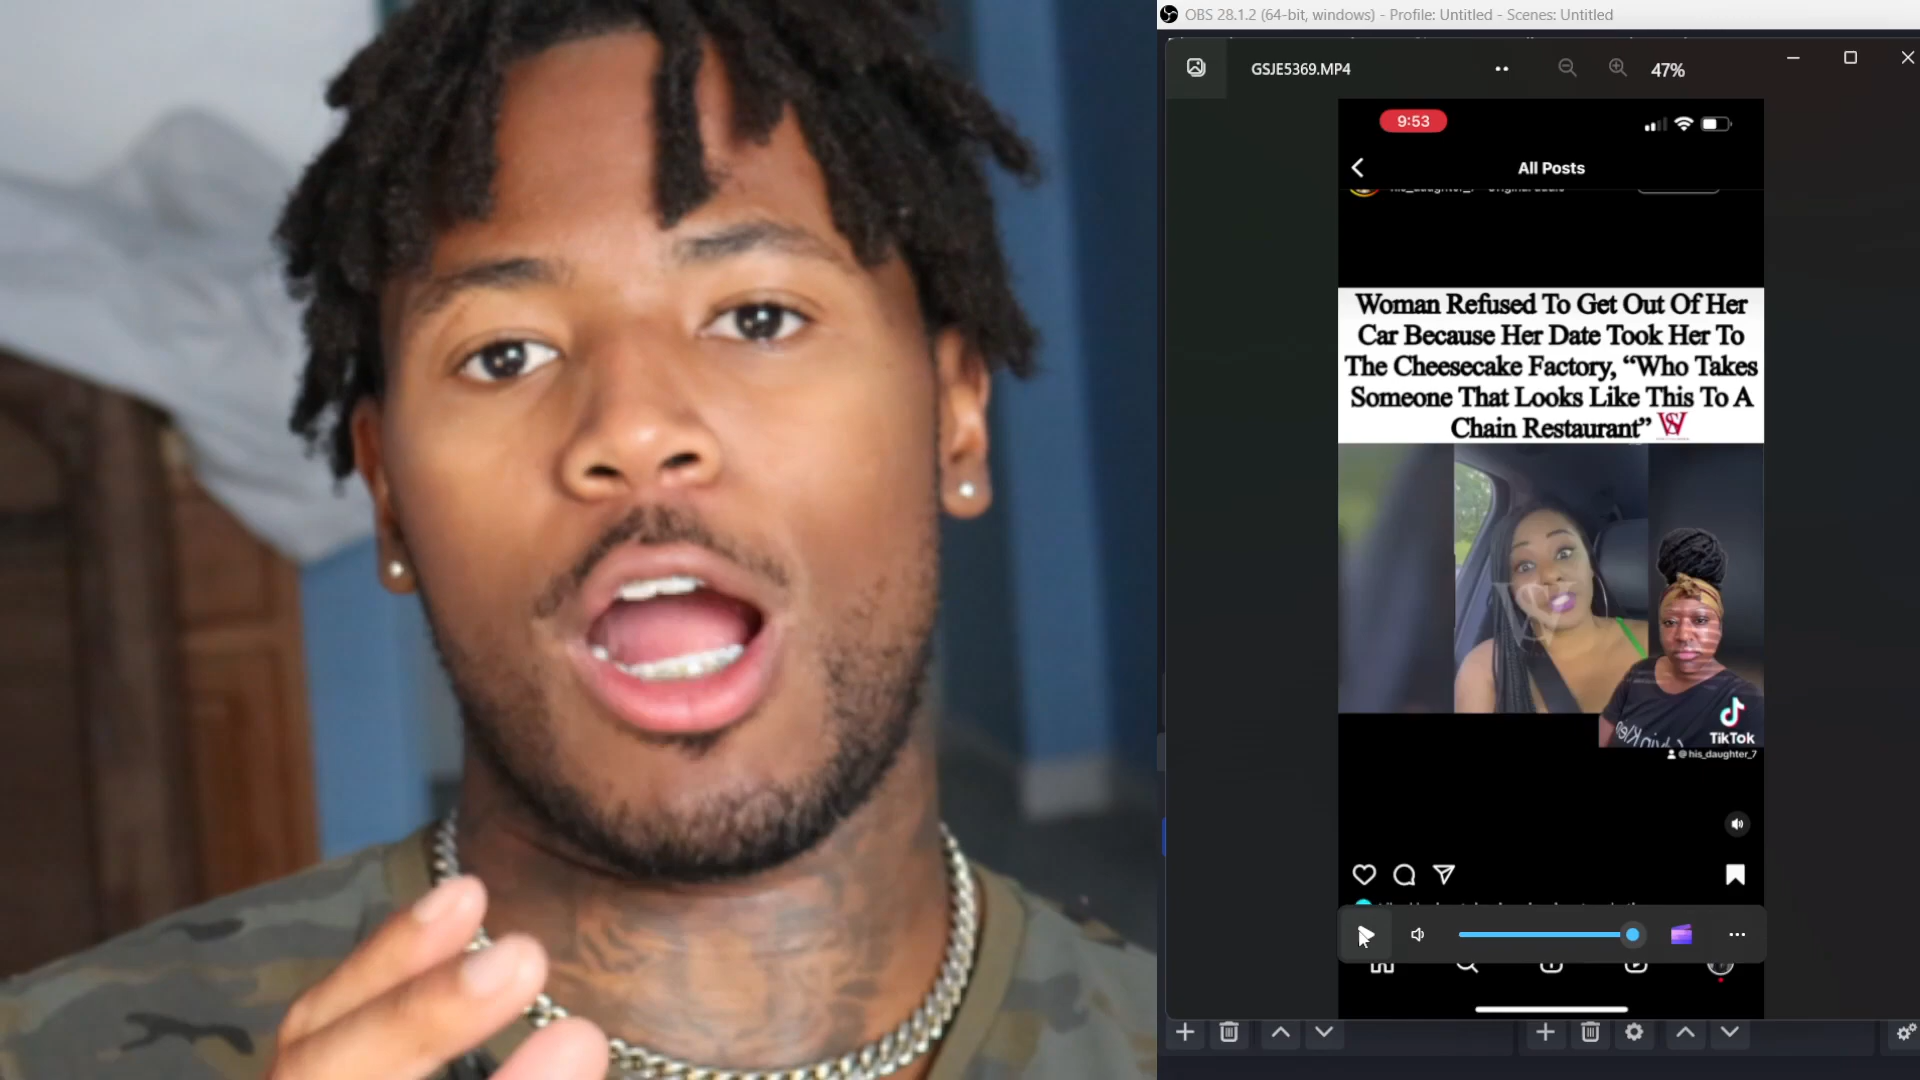 OBS 28.1.2 (64-bit, windows) - Profile: Untitled - Scenes: Untitled
GSJE5369.MP4
47%
9:53
All Posts
Woman Refused To Get Out Of Her
Car Because Her Date Took Her To
The Cheesecake Factory, “Who Takes
Someone That Looks Like This To A
Chain Restaurant”
TikTok
@his_daughter_7